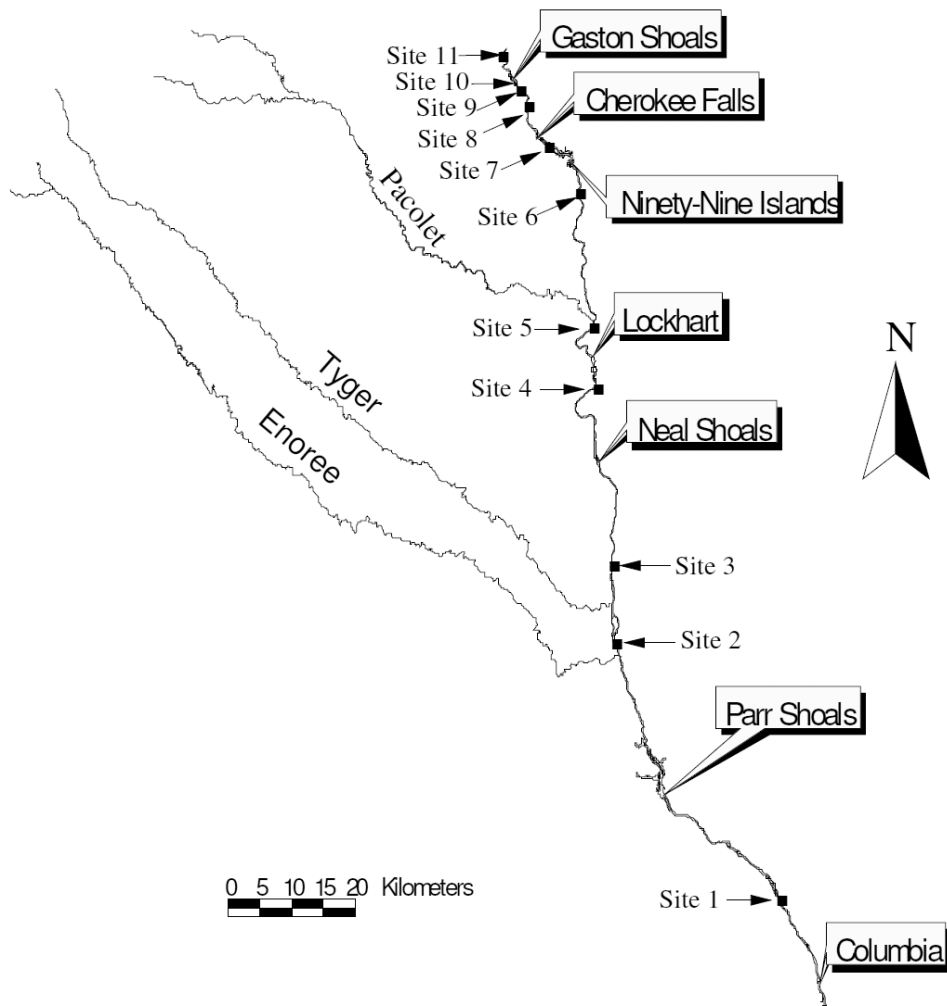 Gaston Shoals
Site 11
Site 10
Cherokee Falls
Site 9
Site 8
Site 7
Pacolet
Ninety-Nine Islands
Site 6
Lockhart
Site 5
N
Tyger
Site 4
Enoree
Neal Shoals
Site 3
Site 2
Parr Shoals
0 5 10 15 20 Kilometers
Site 1
Columbia